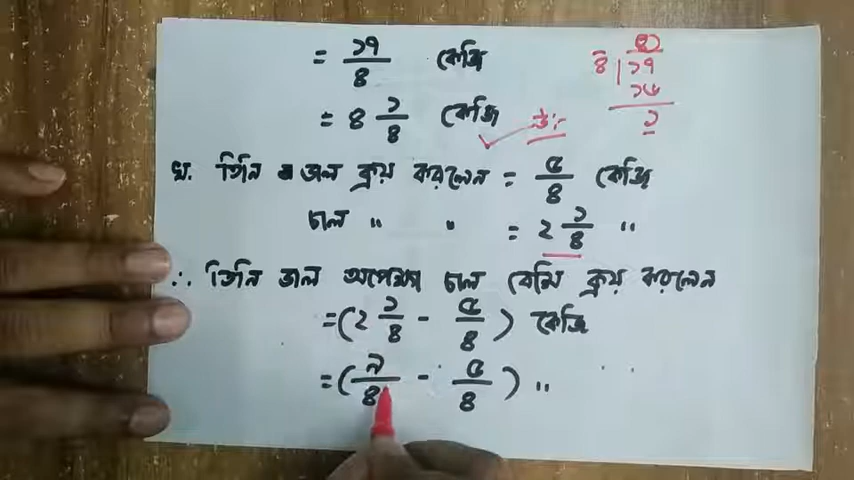 = ১৭/৪ কেজি
= ৪ ১/৪ কেজি উঃ
৪ | ১৭ | ৪
১৬
১
খ. তিনি ডাল ক্রয় করলেন = ৫/৪ কেজি
চাল " " = ২ ১/৪ "
∴ তিনি ডাল অপেক্ষা চাল বেশি ক্রয় করলেন
= (২ ১/৪ - ৫/৪) কেজি
= (৯/৪ - ৫/৪) "